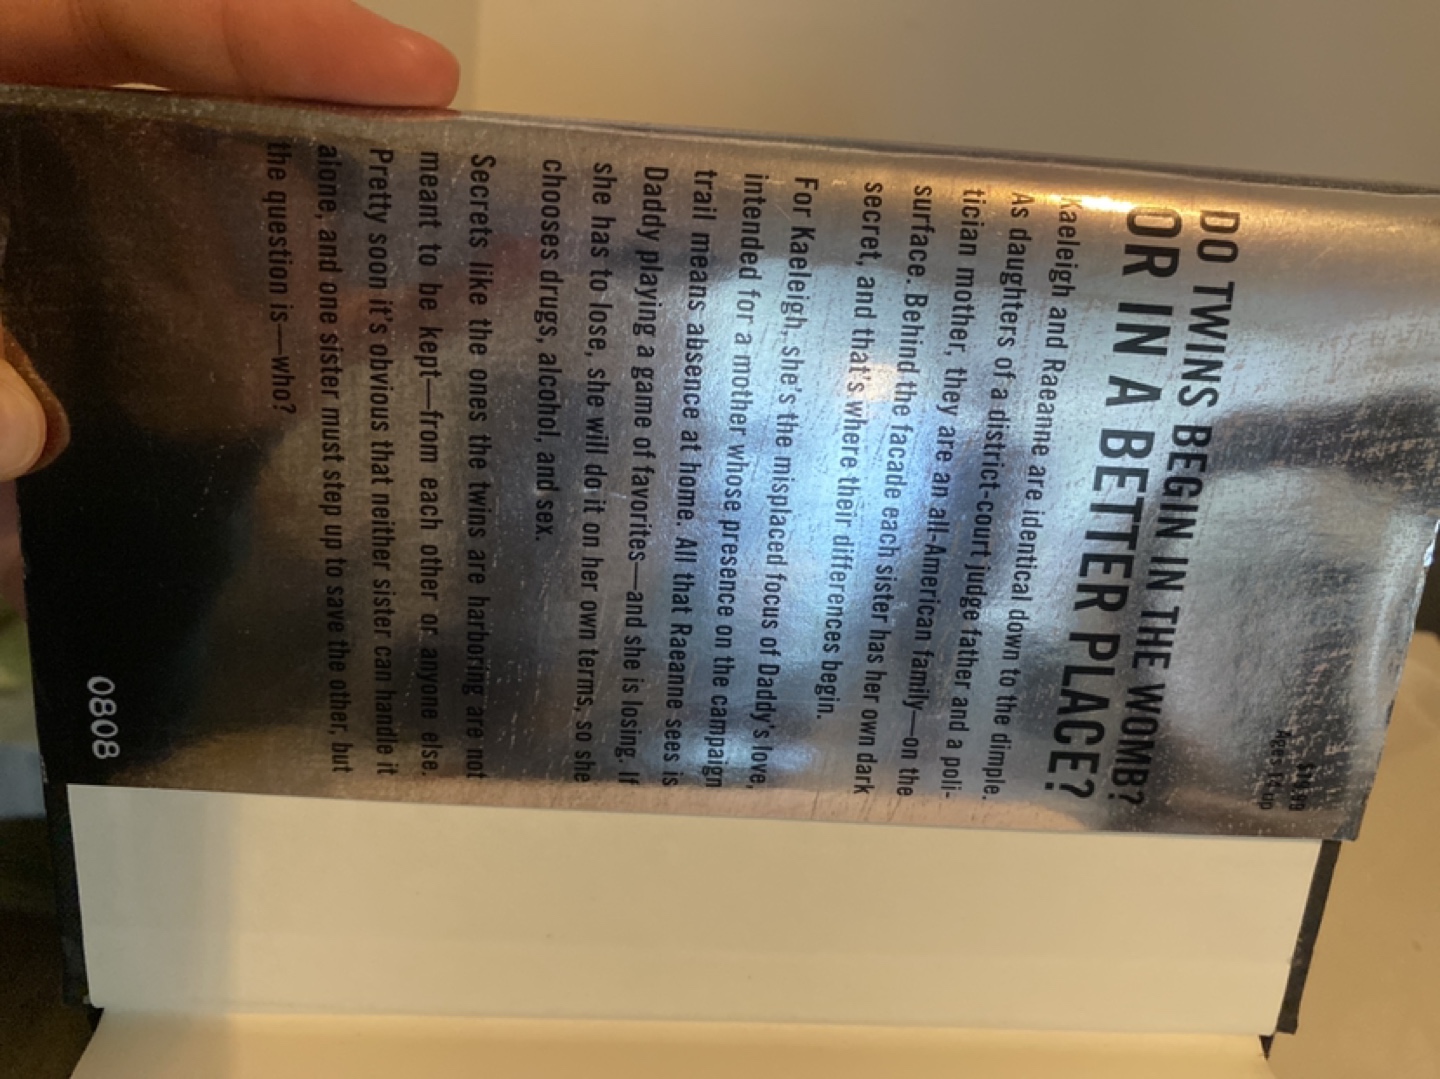 $18.99
Ages 14 up
DO TWINS BEGIN IN THE WOMB?
OR IN A BETTER PLACE?
Kaeleigh and Raeanne are identical down to the dimple.
As daughters of a district-court judge father and a poli-
tician mother, they are an all-American family—on the
surface. Behind the facade each sister has her own dark
secret, and that's where their differences begin.
For Kaeleigh, she's the misplaced focus of Daddy's love,
intended for a mother whose presence on the campaign
trail means absence at home. All that Raeanne sees is
Daddy playing a game of favorites—and she is losing. If
she has to lose, she will do it on her own terms, so she
chooses drugs, alcohol, and sex.
Secrets like the ones the twins are harboring are not
meant to be kept—from each other or anyone else.
Pretty soon it's obvious that neither sister can handle it
alone, and one sister must step up to save the other, but
the question is—who?
0808